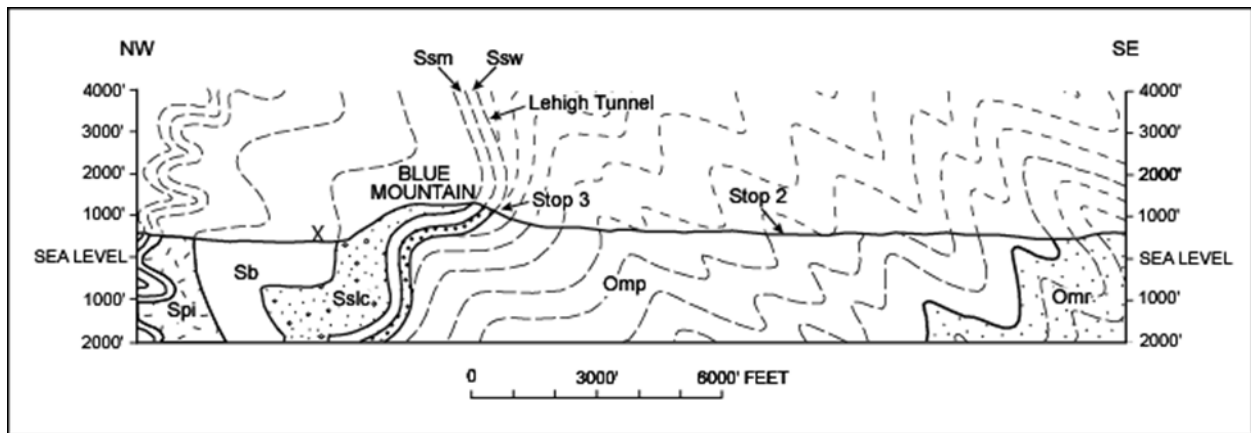 NW
SE
Ssm
Ssw
4000'
Lehigh Tunnel
4000'
3000'
3000'
2000'
BLUE
MOUNTAIN
2000'
Stop 3
Stop 2
1000'
1000'
X
SEA LEVEL
SEA LEVEL
Sb
Omp
Spi
Sslc
Omr
1000'
1000'
2000'
2000'
0
3000'
6000' FEET